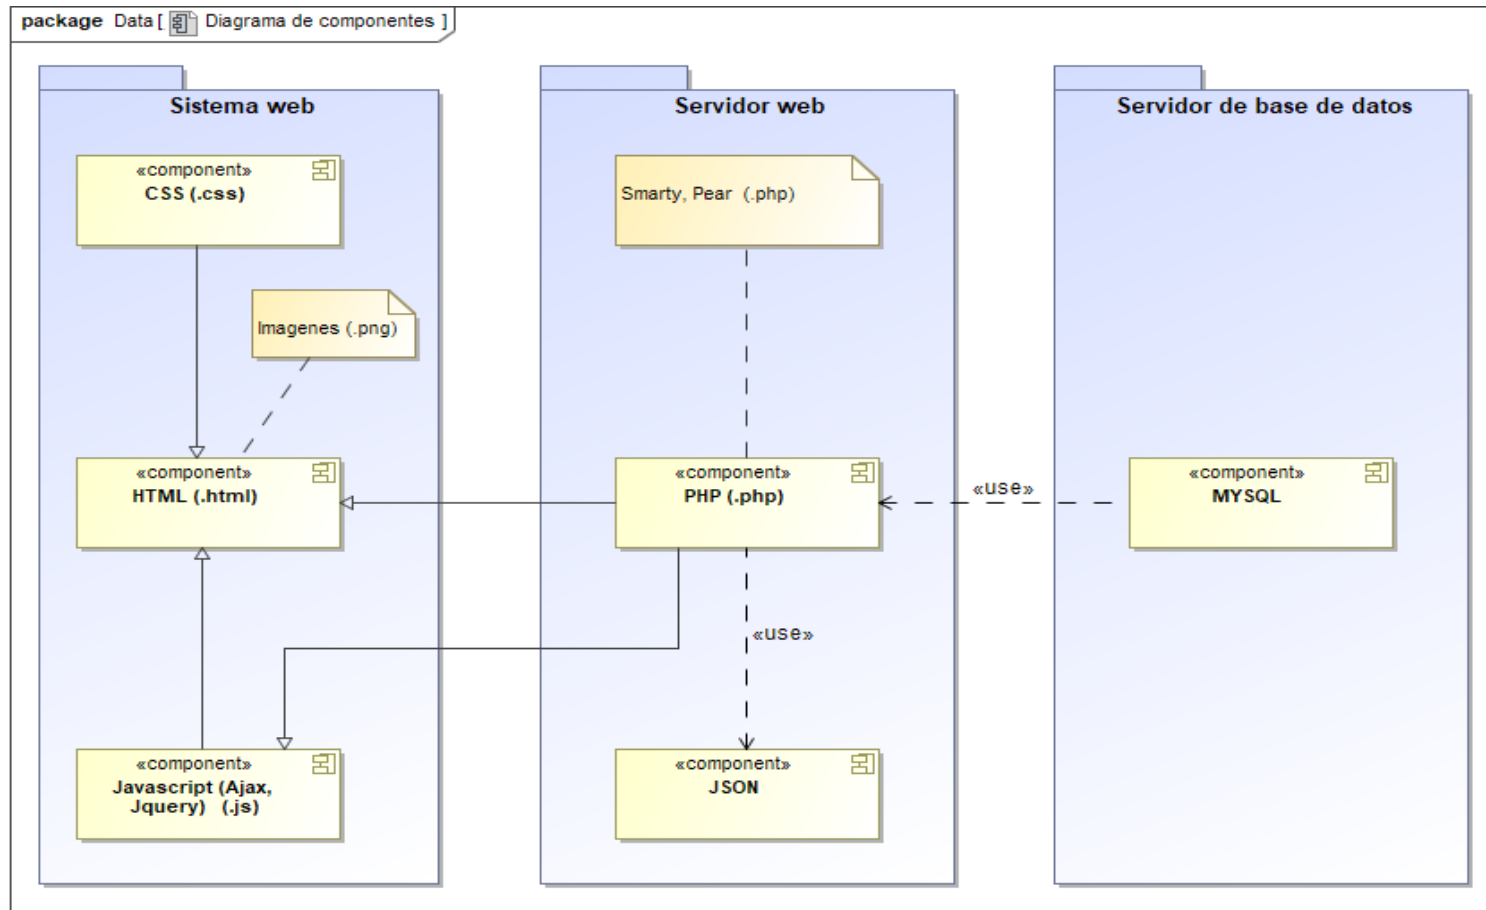 package Data [ Diagrama de componentes ]
Sistema web
«component»
CSS (.css)
Imagenes (.png)
«component»
HTML (.html)
«component»
Javascript (Ajax,
Jquery) (.js)
Servidor web
Smarty, Pear (.php)
«component»
PHP (.php)
«use»
«component»
JSON
«use»
Servidor de base de datos
«component»
MYSQL